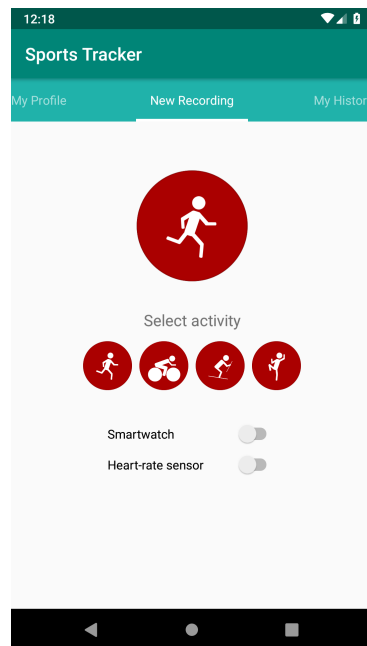 12:18
Sports Tracker
My Profile New Recording My Histor
Select activity
Smartwatch
Heart-rate sensor